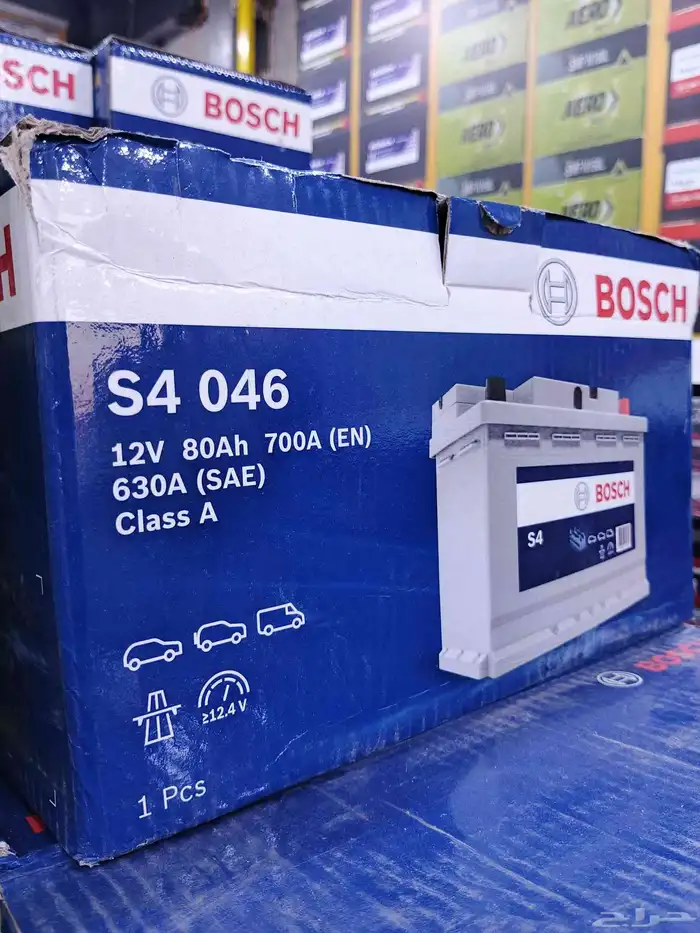 SCH
BOSCH
H
BOSCH
S4 046
12V 80Ah 700A (EN)
630A (SAE)
Class A
BOSCH
S4
≥12.4 V
1 Pcs
BOSCH
حراج